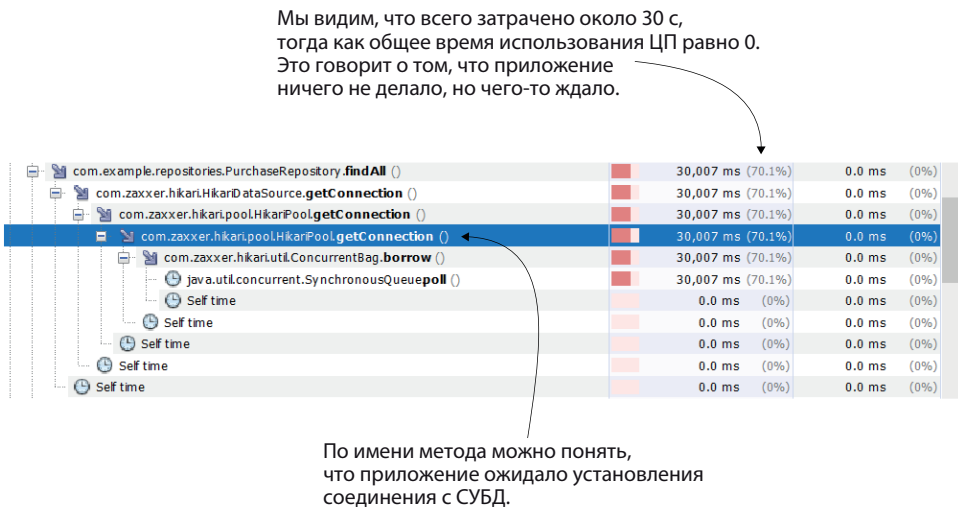 Мы видим, что всего затрачено около 30 с,
тогда как общее время использования ЦП равно 0.
Это говорит о том, что приложение
ничего не делало, но чего-то ждало.
com.example.repositories.PurchaseRepository.findAll () 30,007 ms (70.1%) 0.0 ms (0%)
com.zaxxer.hikari.HikariDataSource.getConnection () 30,007 ms (70.1%) 0.0 ms (0%)
com.zaxxer.hikari.pool.HikariPool.getConnection () 30,007 ms (70.1%) 0.0 ms (0%)
com.zaxxer.hikari.pool.HikariPool.getConnection () 30,007 ms (70.1%) 0.0 ms (0%)
com.zaxxer.hikari.util.ConcurrentBag.borrow () 30,007 ms (70.1%) 0.0 ms (0%)
java.util.concurrent.SynchronousQueuepoll () 30,007 ms (70.1%) 0.0 ms (0%)
Self time 0.0 ms (0%) 0.0 ms (0%)
Self time 0.0 ms (0%) 0.0 ms (0%)
Self time 0.0 ms (0%) 0.0 ms (0%)
Self time 0.0 ms (0%) 0.0 ms (0%)
Self time 0.0 ms (0%) 0.0 ms (0%)
По имени метода можно понять,
что приложение ожидало установления
соединения с СУБД.